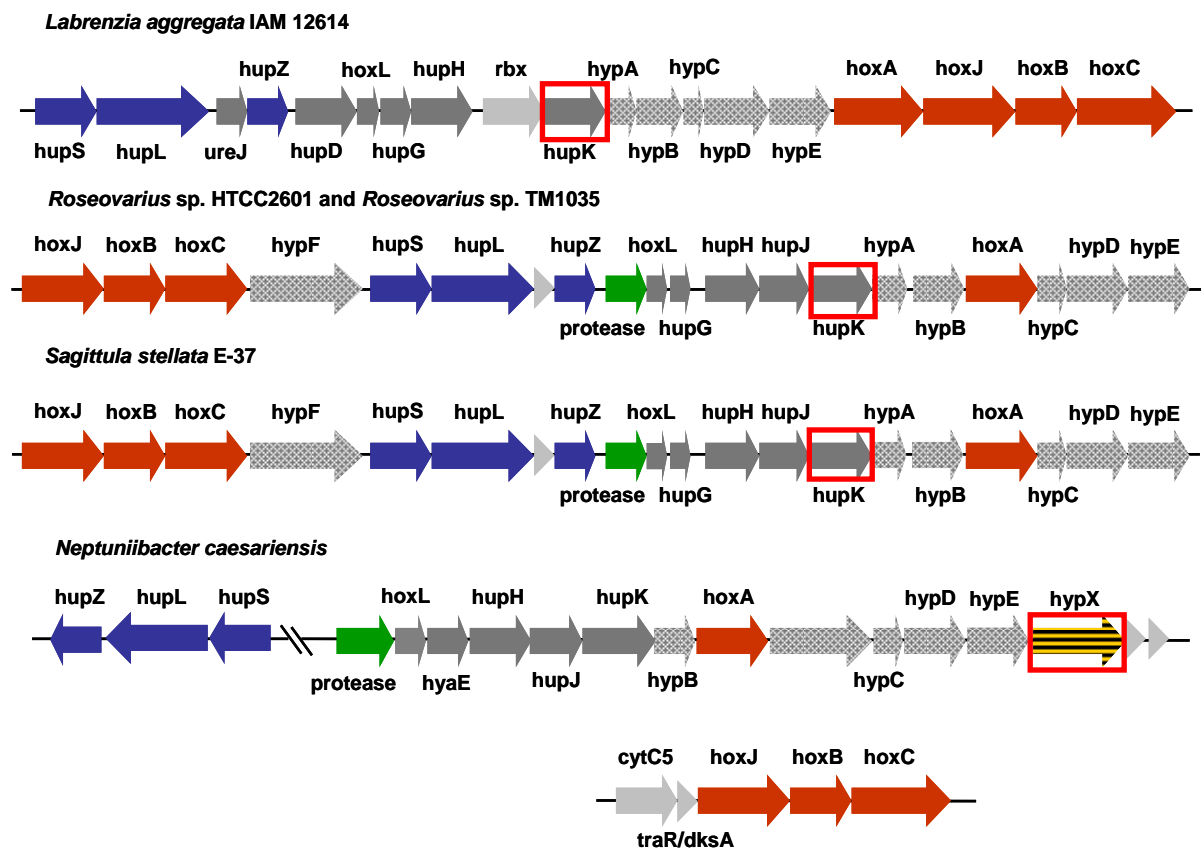 Labrenzia aggregata IAM 12614
hupZ hoxL hupH rbx hypA hypC hoxA hoxJ hoxB hoxC
hupS hupL ureJ hupD hupG hupK hypB hypD hypE
Roseovarius sp. HTCC2601 and Roseovarius sp. TM1035
hoxJ hoxB hoxC hypF hupS hupL hupZ hoxL hupH hupJ hypA hoxA hypD hypE
protease hupG hupK hypB hypC
Sagittula stellata E-37
hoxJ hoxB hoxC hypF hupS hupL hupZ hoxL hupH hupJ hypA hoxA hypD hypE
protease hupG hupK hypB hypC
Neptuniibacter caesariensis
hupZ hupL hupS hoxL hupH hupK hoxA hypD hypE hypX
protease hyaE hupJ hypB hypC
cytC5 hoxJ hoxB hoxC
traR/dksA